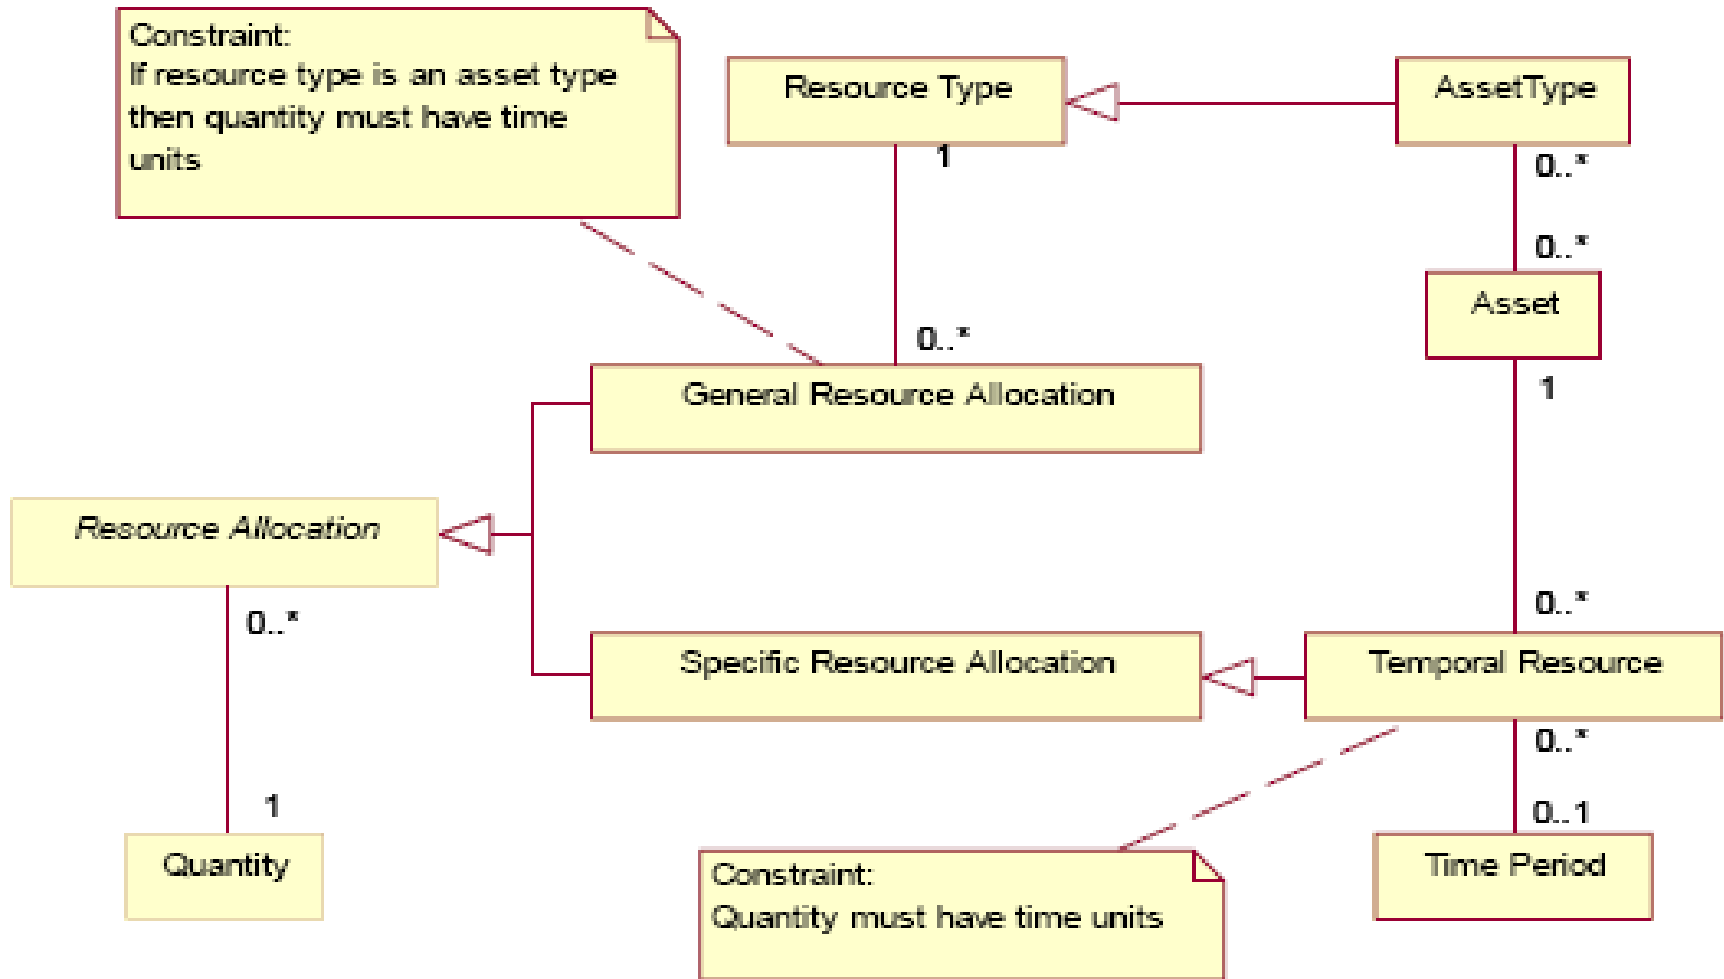 Constraint:
If resource type is an asset type
then quantity must have time
units
Resource Type
AssetType
1
0..*
0..*
0..*
Asset
1
General Resource Allocation
Resource Allocation
0..*
0..*
Specific Resource Allocation
Temporal Resource
0..*
1
0..1
Quantity
Time Period
Constraint:
Quantity must have time units